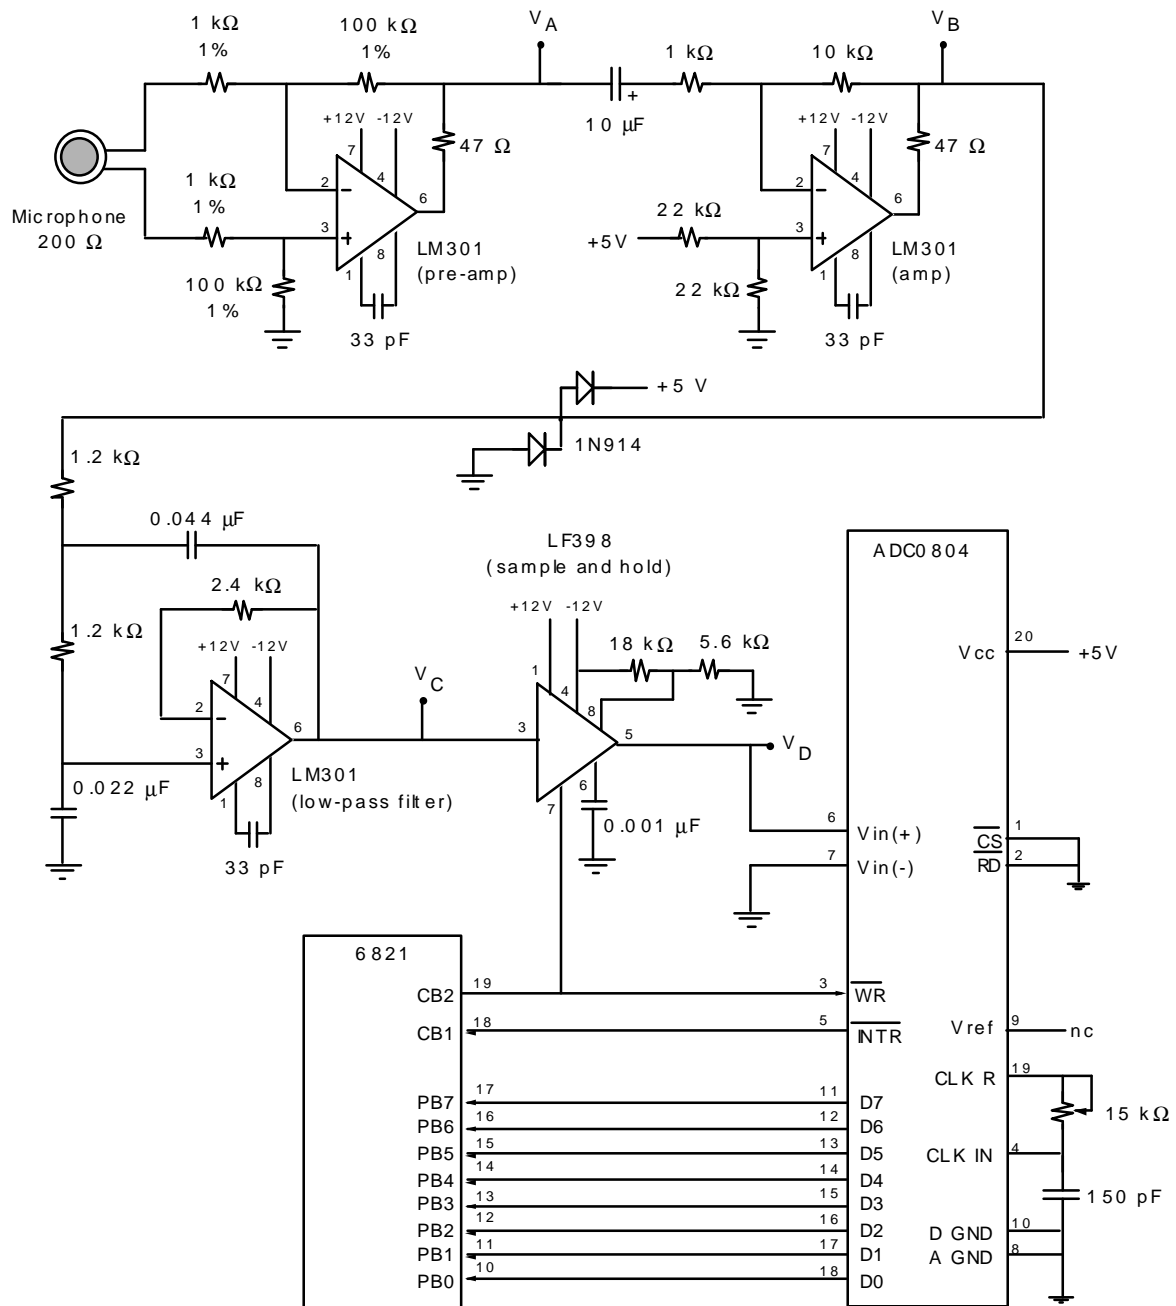 V A
V B
1 kΩ
1%
100 kΩ
1%
1 kΩ
10 kΩ
+
10 µF
+12V
-12V
7
4
2
−
6
3
+
8
1
47 Ω
LM301
(pre-amp)
33 pF
Microphone
200 Ω
1 kΩ
1%
100 kΩ
1%
+12V
-12V
7
4
2
−
6
3
+
8
1
47 Ω
LM301
(amp)
33 pF
22 kΩ
+5V
22 kΩ
+5 V
1N914
1.2 kΩ
0.044 µF
2.4 kΩ
1.2 kΩ
+12V
-12V
7
4
2
−
6
3
+
8
1
LM301
(low-pass filter)
33 pF
0.022 µF
V C
LF398
(sample and hold)
+12V
-12V
18 kΩ
5.6 kΩ
1
4
8
3
5
6
7
V D
0.001 µF
ADC0804
Vcc
20
+5V
6
Vin(+)
7
Vin(-)
CS
1
RD
2
3
WR
5
INTR
Vref
9
nc
CLK R
19
15 kΩ
CLK IN
4
150 pF
D GND
10
A GND
8
11
D7
12
D6
13
D5
14
D4
15
D3
16
D2
17
D1
18
D0
6821
CB2
19
CB1
18
PB7
17
PB6
16
PB5
15
PB4
14
PB3
13
PB2
12
PB1
11
PB0
10